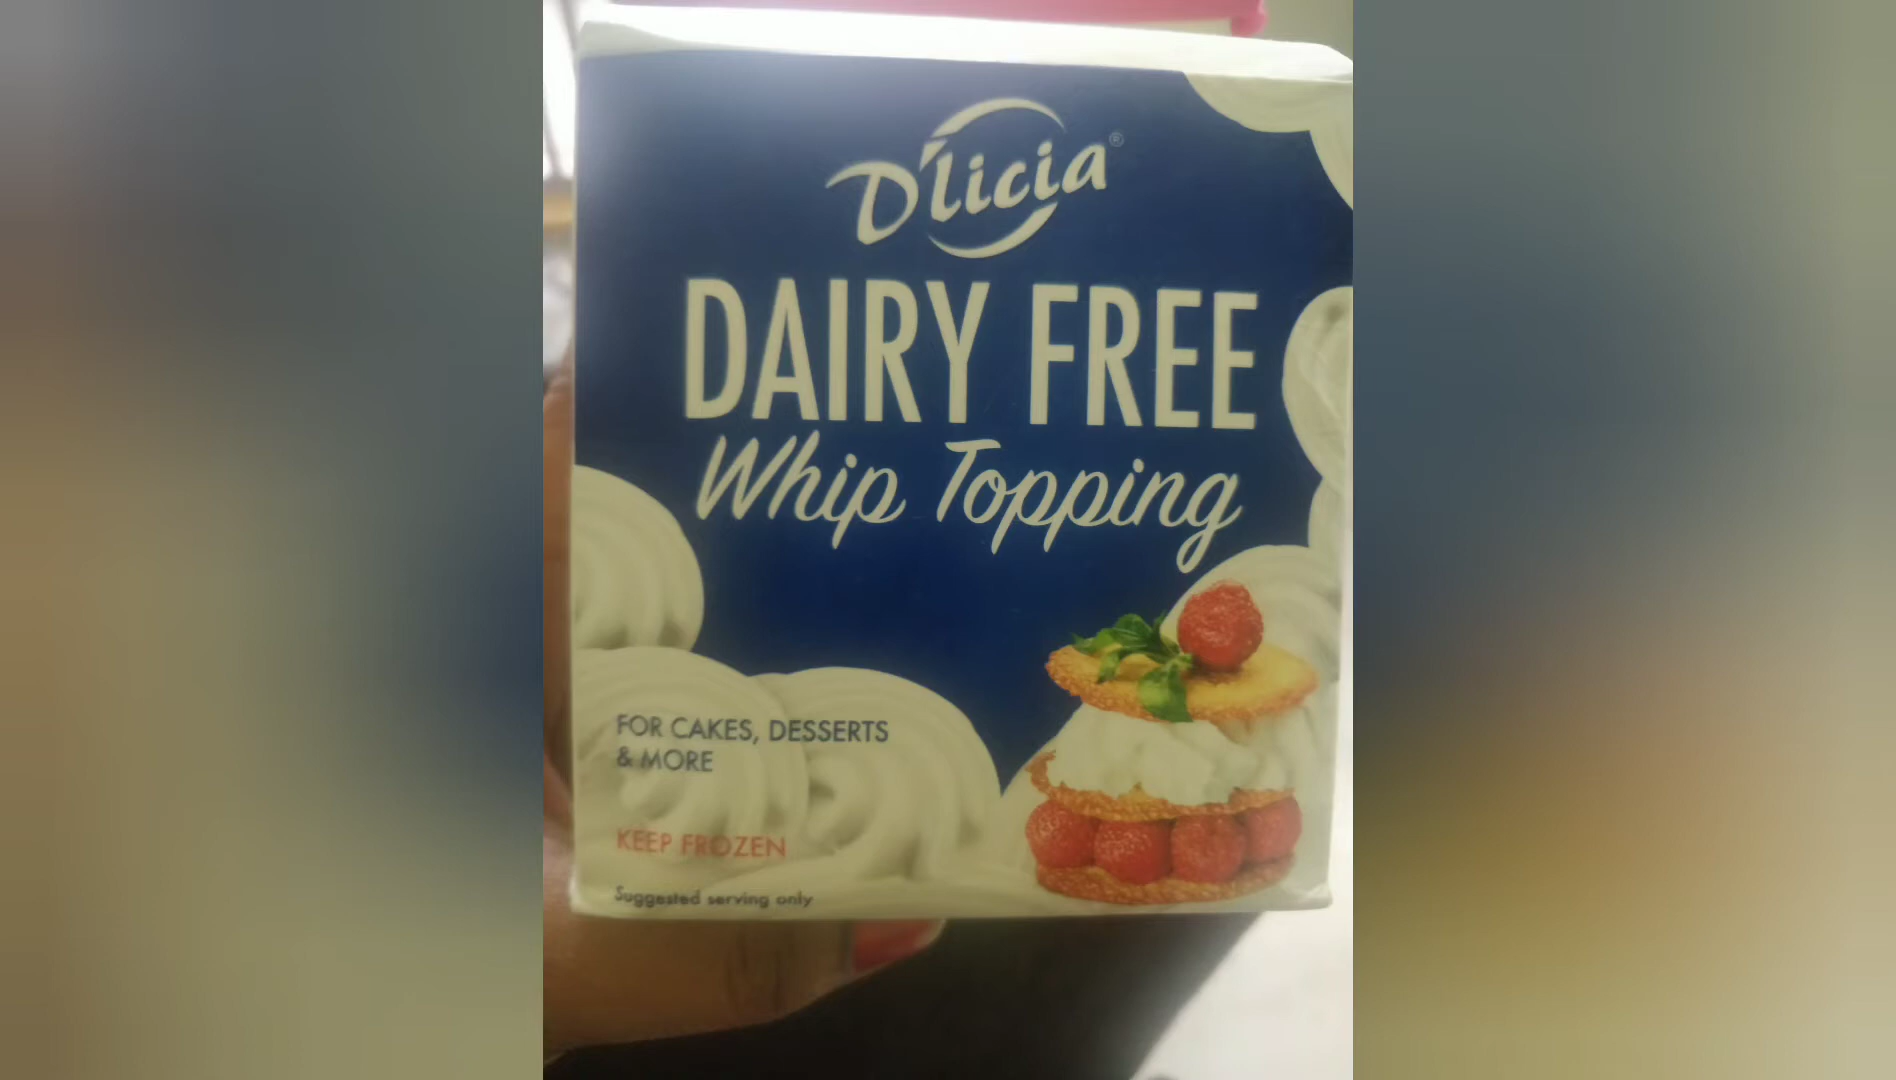 D'licia®
DAIRY FREE
Whip Topping
FOR CAKES, DESSERTS
& MORE
KEEP FROZEN
Suggested serving only